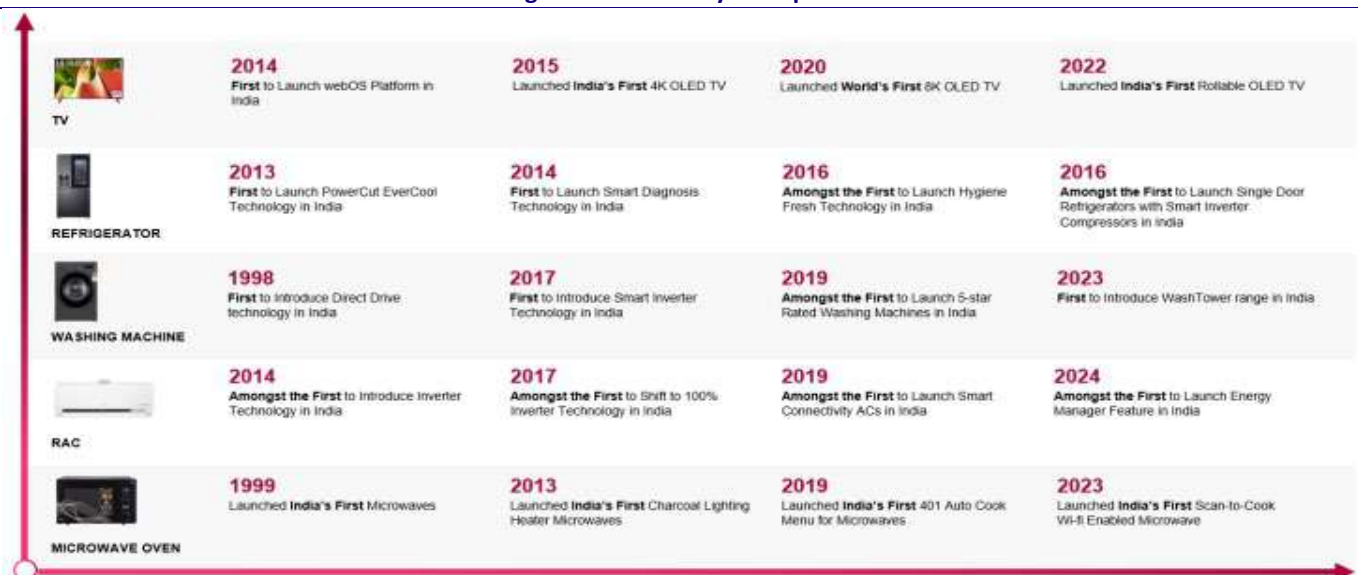 TV
2014
First to Launch webOS Platform in
India
2015
Launched India's First 4K OLED TV
2020
Launched World's First 8K OLED TV
2022
Launched India's First Rollable OLED TV
REFRIGERATOR
2013
First to Launch PowerCut EverCool
Technology in India
2014
First to Launch Smart Diagnosis
Technology in India
2016
Amongst the First to Launch Hygiene
Fresh Technology in India
2016
Amongst the First to Launch Single Door
Refrigerators with Smart Inverter
Compressors in India
WASHING MACHINE
1998
First to Introduce Direct Drive
technology in India
2017
First to Introduce Smart Inverter
Technology in India
2019
Amongst the First to Launch 5-star
Rated Washing Machines in India
2023
First to Introduce WashTower range in India
RAC
2014
Amongst the First to Introduce Inverter
Technology in India
2017
Amongst the First to Shift to 100%
Inverter Technology in India
2019
Amongst the First to Launch Smart
Connectivity ACs in India
2024
Amongst the First to Launch Energy
Manager Feature in India
MICROWAVE OVEN
1999
Launched India's First Microwaves
2013
Launched India's First Charcoal Lighting
Heater Microwaves
2019
Launched India's First 401 Auto Cook
Menu for Microwaves
2023
Launched India's First Scan-to-Cook
Wi-fi Enabled Microwave